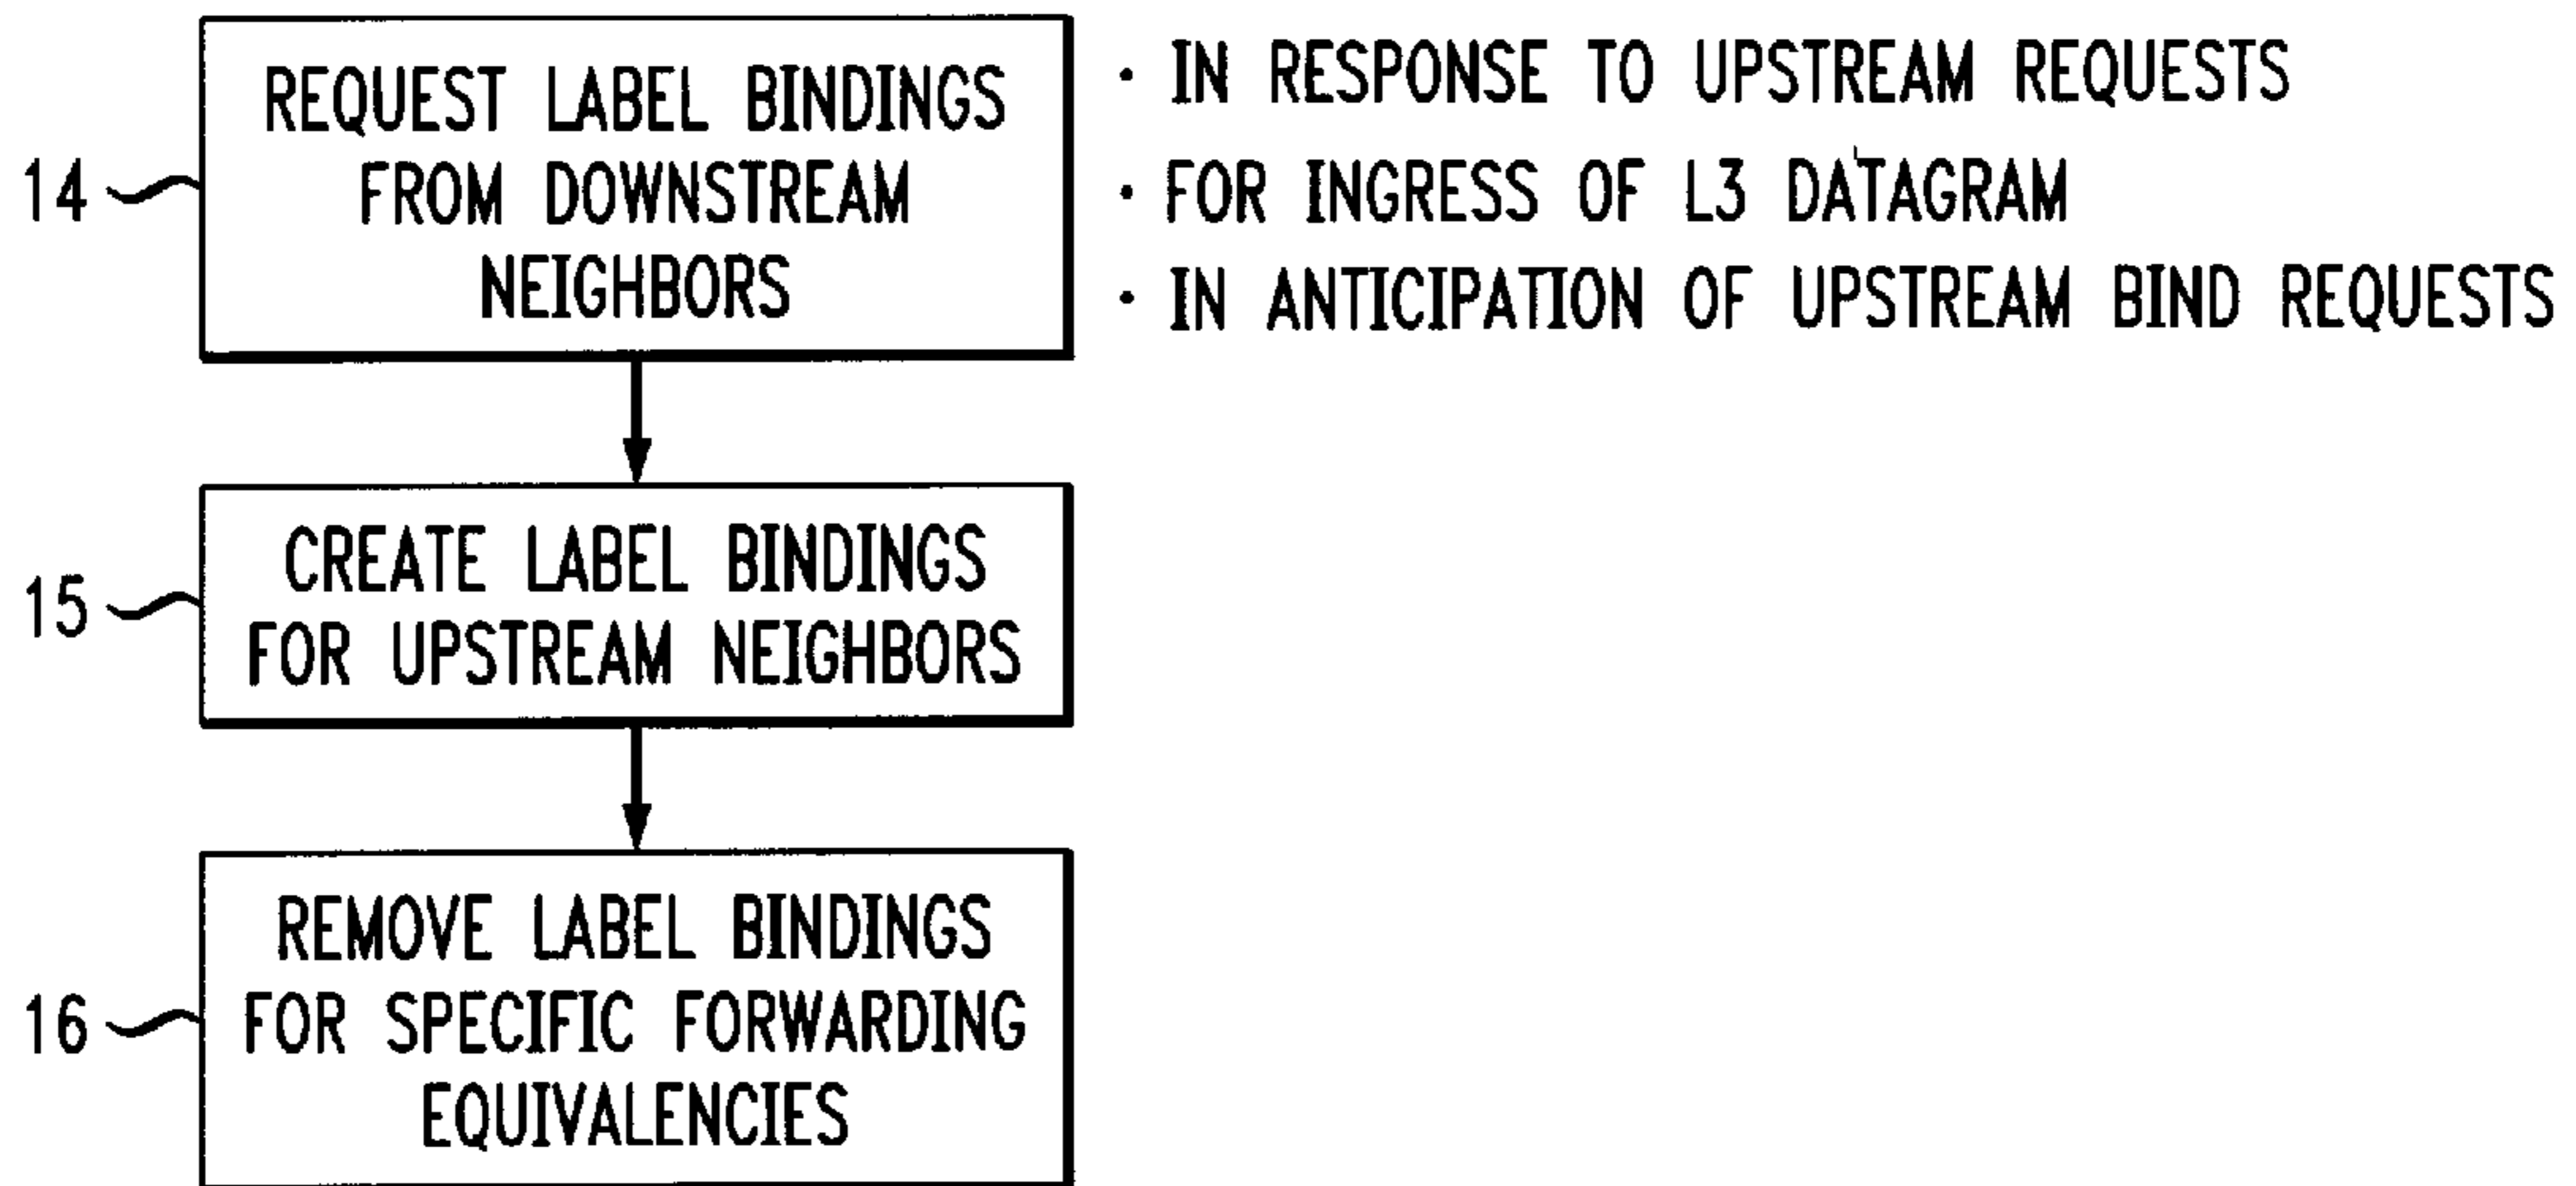 REQUEST LABEL BINDINGS
FROM DOWNSTREAM
NEIGHBORS
14
· IN RESPONSE TO UPSTREAM REQUESTS
· FOR INGRESS OF L3 DATAGRAM
· IN ANTICIPATION OF UPSTREAM BIND REQUESTS
CREATE LABEL BINDINGS
FOR UPSTREAM NEIGHBORS
15
REMOVE LABEL BINDINGS
FOR SPECIFIC FORWARDING
EQUIVALENCIES
16